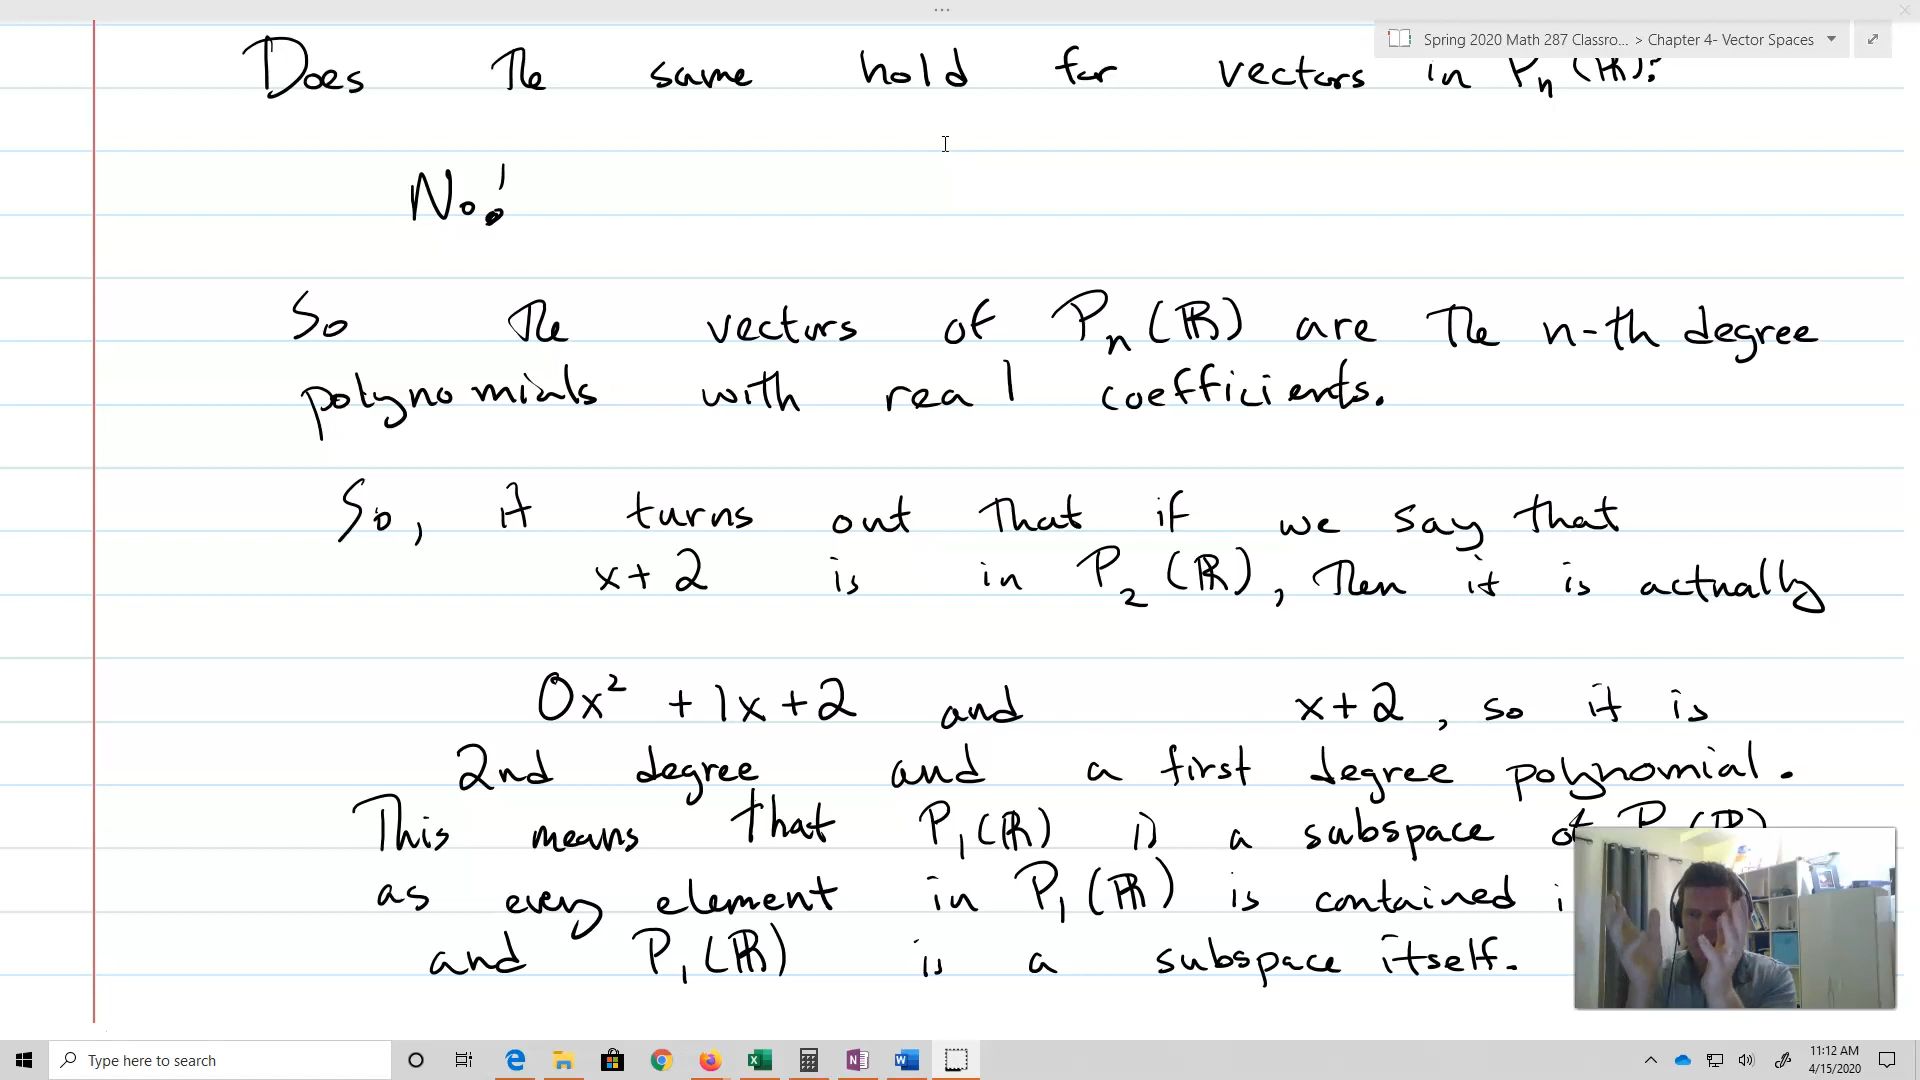 Spring 2020 Math 287 Classro... > Chapter 4- Vector Spaces
Does the same hold for vectors in Pn(ℝ)?
No!
So the vectors of Pn(ℝ) are the n-th degree
polynomials with real coefficients.
So, it turns out that if we say that
x+2 is in P2(ℝ), then it is actually
0x² + 1x + 2 and x+2, so it is
2nd degree and a first degree polynomial.
This means that P1(ℝ) is a subspace of
as every element in P1(ℝ) is contained
and P1(ℝ) is a subspace itself.
Type here to search
11:12 AM
4/15/2020